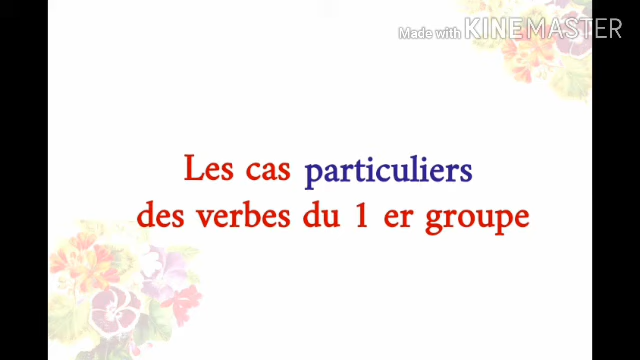 Made with KINEMASTER
Les cas particuliers
des verbes du 1 er groupe